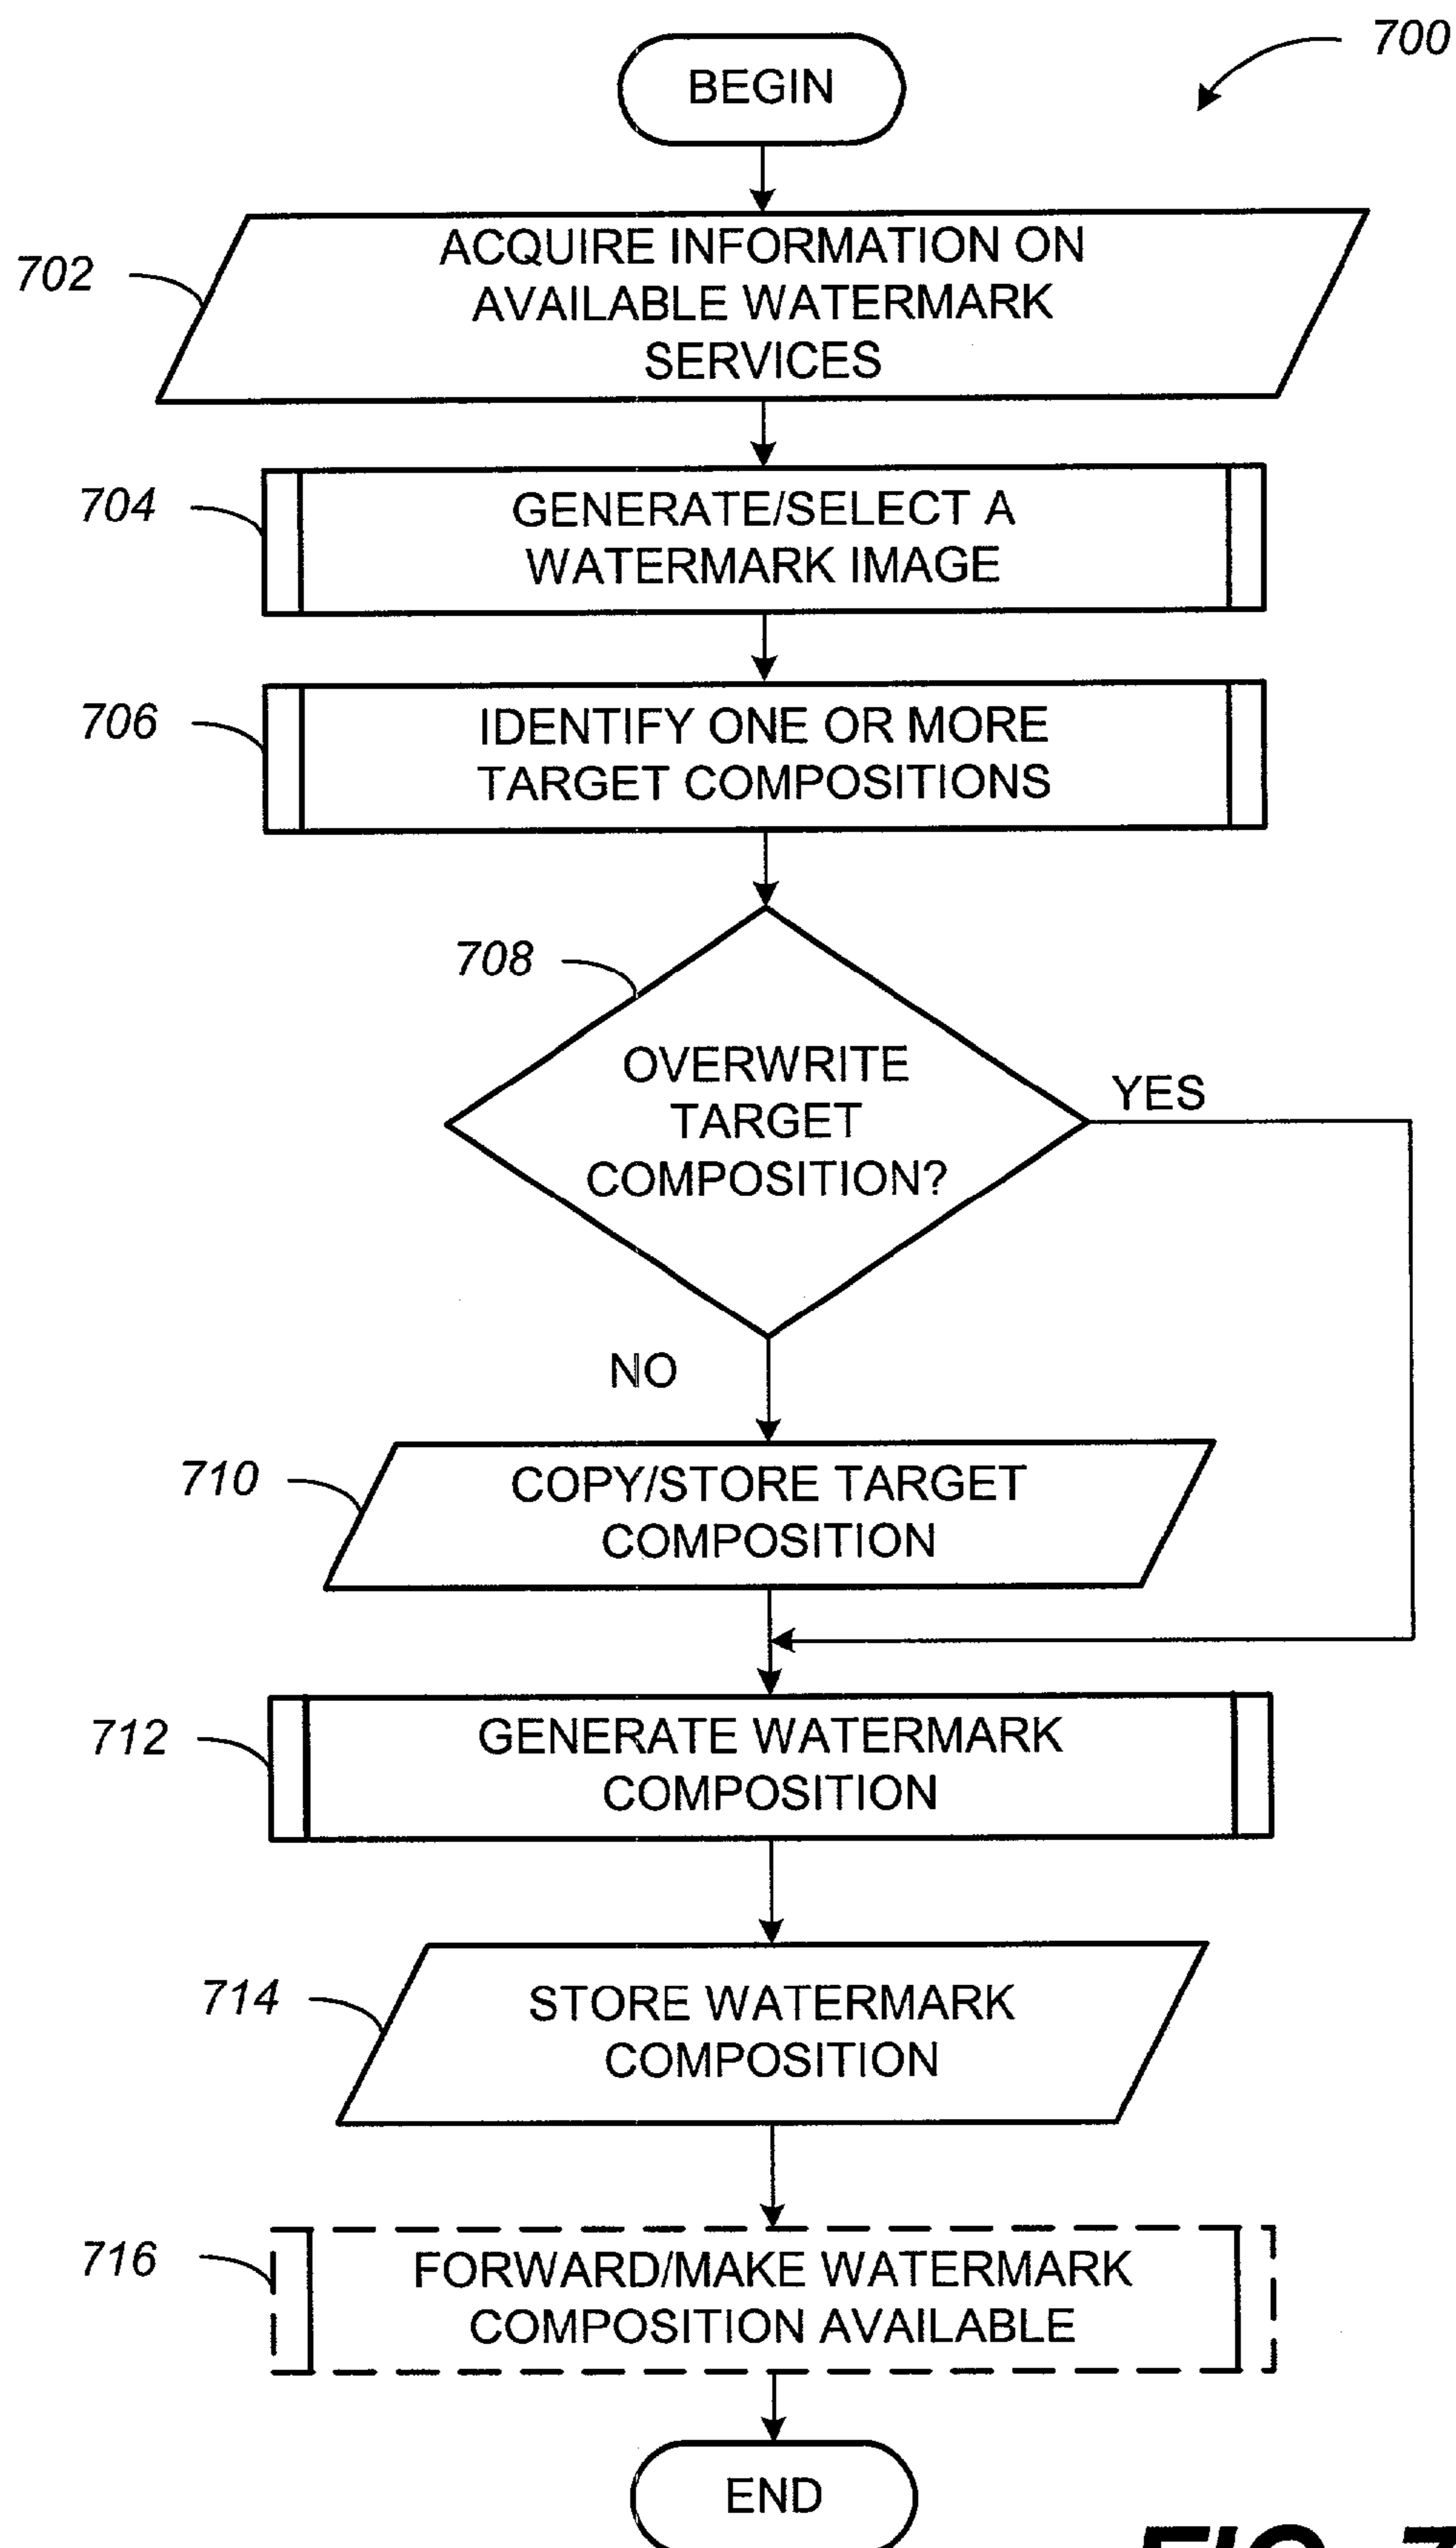 700
BEGIN
702
ACQUIRE INFORMATION ON
AVAILABLE WATERMARK
SERVICES
704
GENERATE/SELECT A
WATERMARK IMAGE
706
IDENTIFY ONE OR MORE
TARGET COMPOSITIONS
708
OVERWRITE
TARGET
COMPOSITION?
YES
NO
710
COPY/STORE TARGET
COMPOSITION
712
GENERATE WATERMARK
COMPOSITION
714
STORE WATERMARK
COMPOSITION
716
FORWARD/MAKE WATERMARK
COMPOSITION AVAILABLE
END
FIG. 7